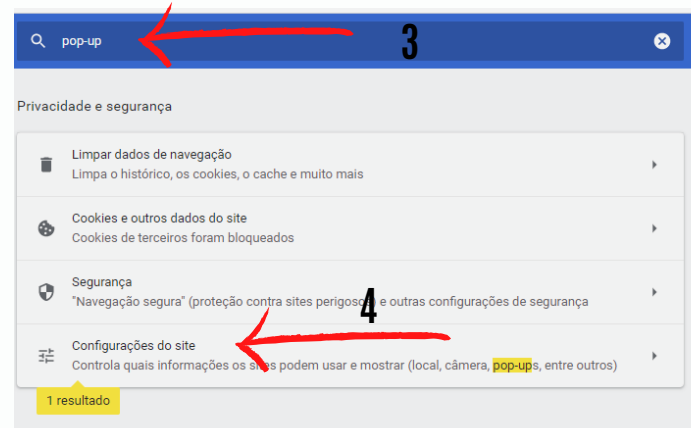 pop-up
3
Privacidade e segurança
Limpar dados de navegação
Limpa o histórico, os cookies, o cache e muito mais
Cookies e outros dados do site
Cookies de terceiros foram bloqueados
Segurança
"Navegação segura" (proteção contra sites perigosos) e outras configurações de segurança
4
Configurações do site
Controla quais informações os sites podem usar e mostrar (local, câmera, pop-ups, entre outros)
1 resultado